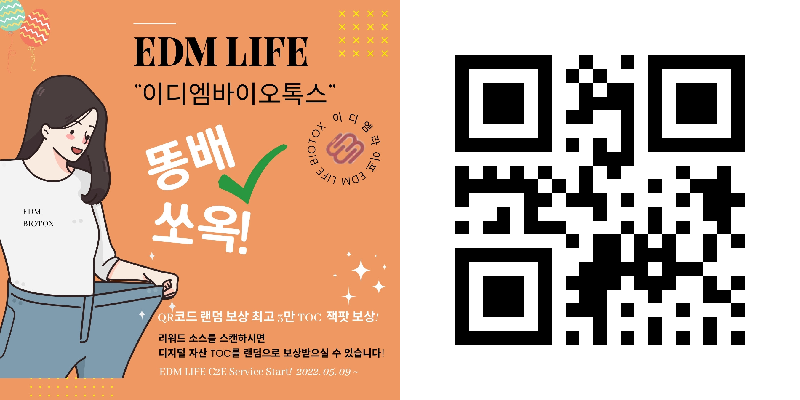 EDM LIFE
"이디엠바이오톡스"
이디엠라이프 EDM LIFE BIOTOX
똥배
쏘옥!
EDM
BIOTOX
QR코드 랜덤 보상 최고 5만 TOC 잭팟 보상!
리워드 소스를 스캔하시면
디지털 자산 TOC를 랜덤으로 보상받으실 수 있습니다!
EDM LIFE C2E Service Start! 2022. 05. 09 ~